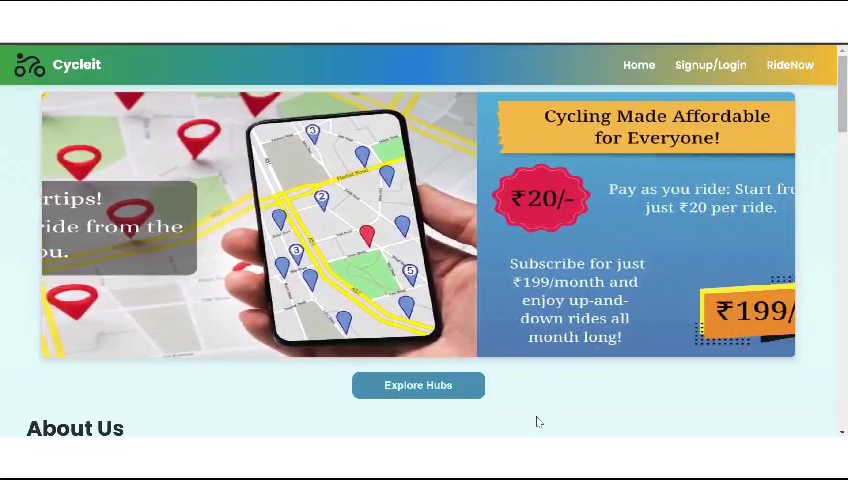 Cycleit
Home
Signup/Login
RideNow
rtips!
ride from the
ou.
3
2
3
5
Cycling Made Affordable
for Everyone!
₹20/-
Pay as you ride: Start fro
just ₹20 per ride.
Subscribe for just
₹199/month and
enjoy up-and-
down rides all
month long!
₹199/
Explore Hubs
About Us